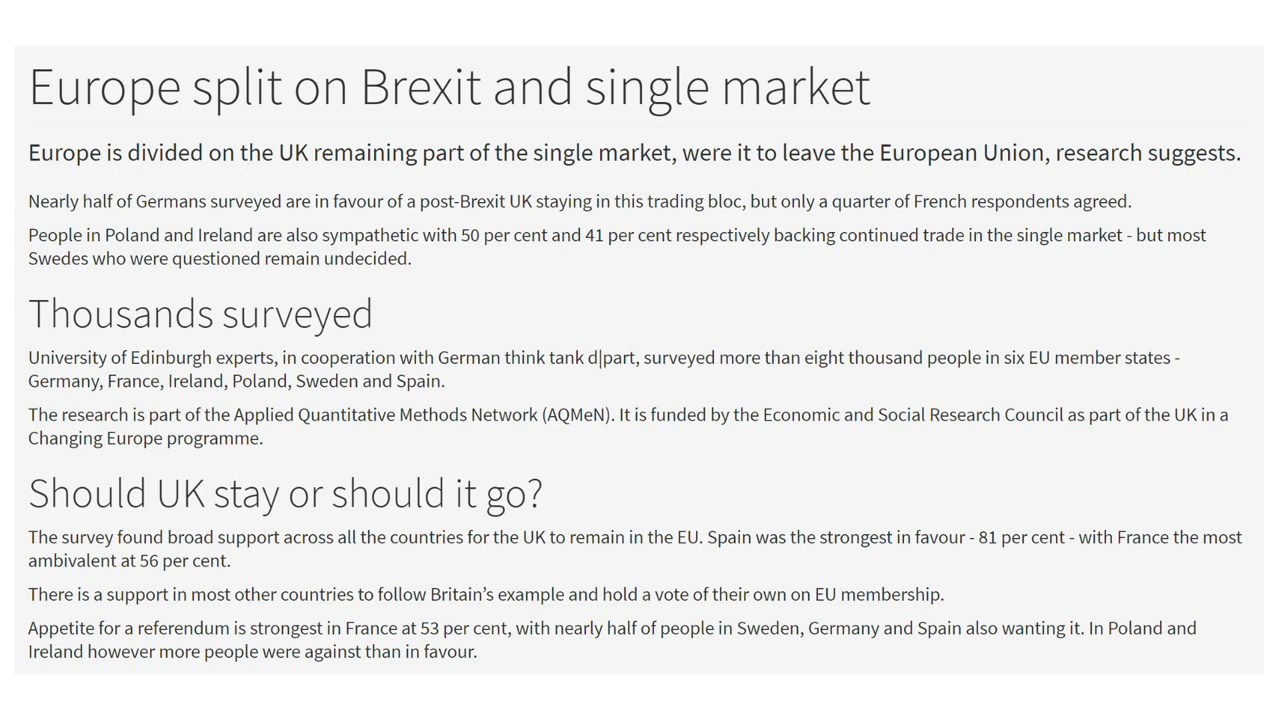 Europe split on Brexit and single market
Europe is divided on the UK remaining part of the single market, were it to leave the European Union, research suggests.
Nearly half of Germans surveyed are in favour of a post-Brexit UK staying in this trading bloc, but only a quarter of French respondents agreed.
People in Poland and Ireland are also sympathetic with 50 per cent and 41 per cent respectively backing continued trade in the single market - but most
Swedes who were questioned remain undecided.
Thousands surveyed
University of Edinburgh experts, in cooperation with German think tank d|part, surveyed more than eight thousand people in six EU member states -
Germany, France, Ireland, Poland, Sweden and Spain.
The research is part of the Applied Quantitative Methods Network (AQMeN). It is funded by the Economic and Social Research Council as part of the UK in a
Changing Europe programme.
Should UK stay or should it go?
The survey found broad support across all the countries for the UK to remain in the EU. Spain was the strongest in favour - 81 per cent - with France the most
ambivalent at 56 per cent.
There is a support in most other countries to follow Britain’s example and hold a vote of their own on EU membership.
Appetite for a referendum is strongest in France at 53 per cent, with nearly half of people in Sweden, Germany and Spain also wanting it. In Poland and
Ireland however more people were against than in favour.